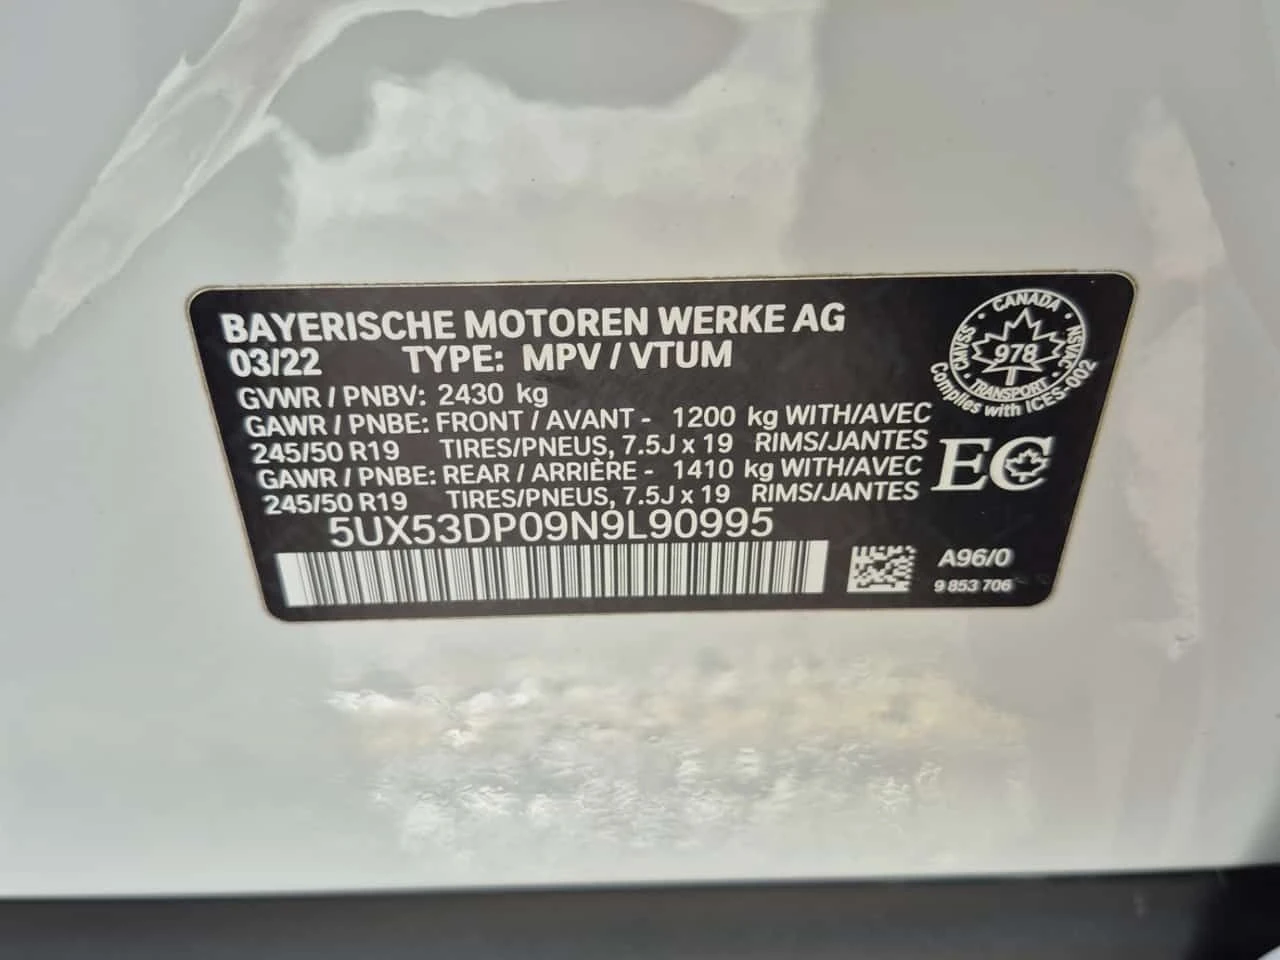 BAYERISCHE MOTOREN WERKE AG
03/22 TYPE: MPV / VTUM
GVWR / PNBV: 2430 kg
GAWR / PNBE: FRONT / AVANT - 1200 kg WITH/AVEC
245/50 R19 TIRES/PNEUS, 7.5J x 19 RIMS/JANTES
GAWR / PNBE: REAR / ARRIÈRE - 1410 kg WITH/AVEC
245/50 R19 TIRES/PNEUS, 7.5J x 19 RIMS/JANTES
5UX53DP09N9L90995
CANADA
CMVSS NSVAC
978
TRANSPORT
Complies with ICES-002
EC
A96/0
9 853 706